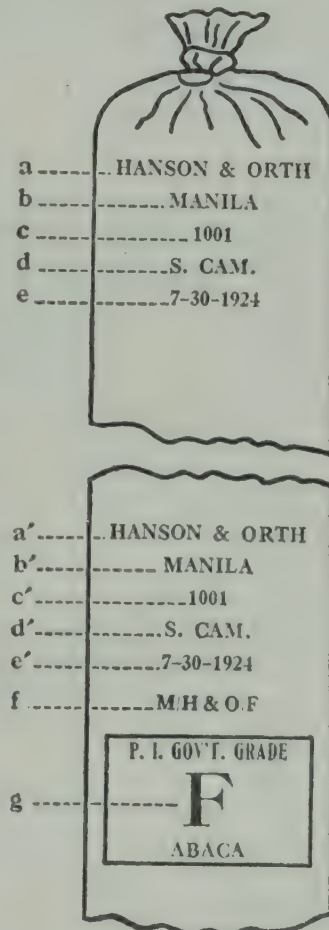 a HANSON & ORTH
b MANILA
c 1001
d S. CAM.
e 7-30-1924
a' HANSON & ORTH
b' MANILA
c' 1001
d' S. CAM.
e' 7-30-1924
f M/H & O/F
P. I. GOV'T. GRADE
g F
ABACA